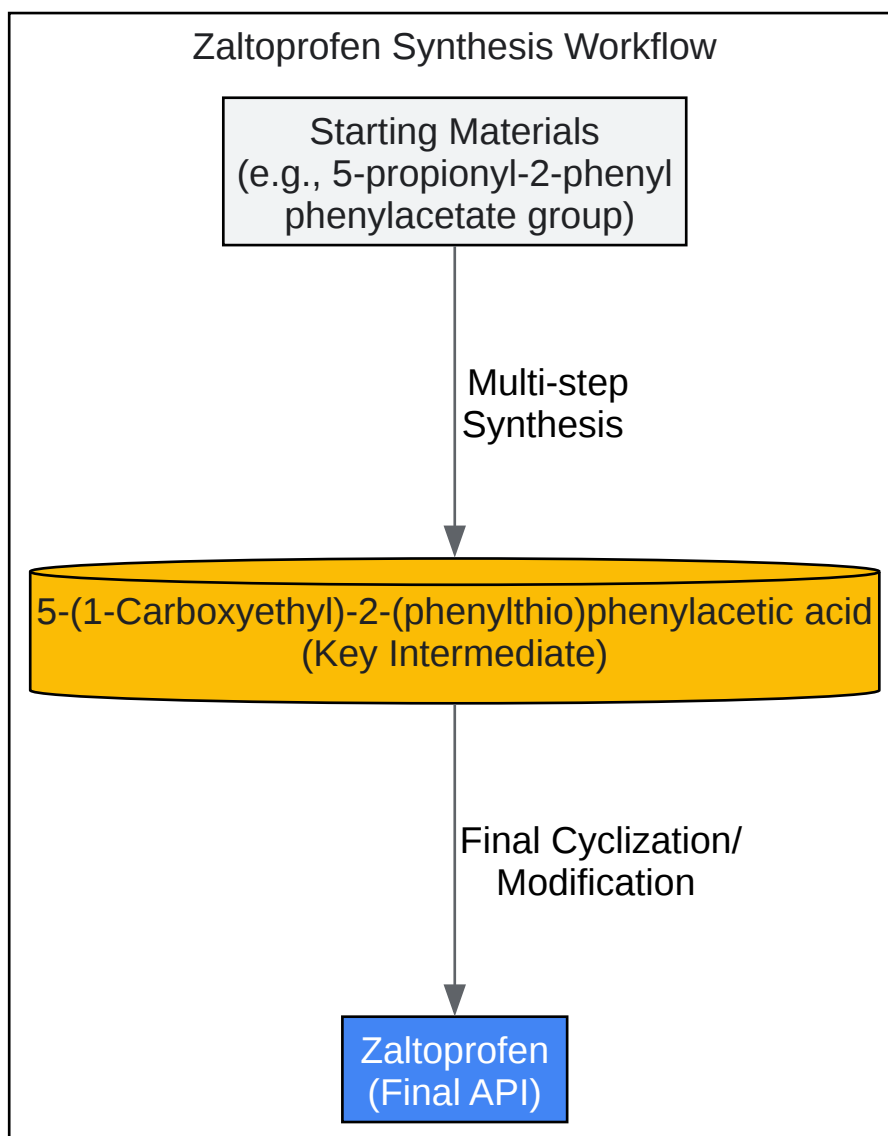 Zaltoprofen Synthesis Workflow
Starting Materials
(e.g., 5-propionyl-2-phenyl
phenylacetate group)
Multi-step
Synthesis
5-(1-Carboxyethyl)-2-(phenylthio)phenylacetic acid
(Key Intermediate)
Final Cyclization/
Modification
Zaltoprofen
(Final API)